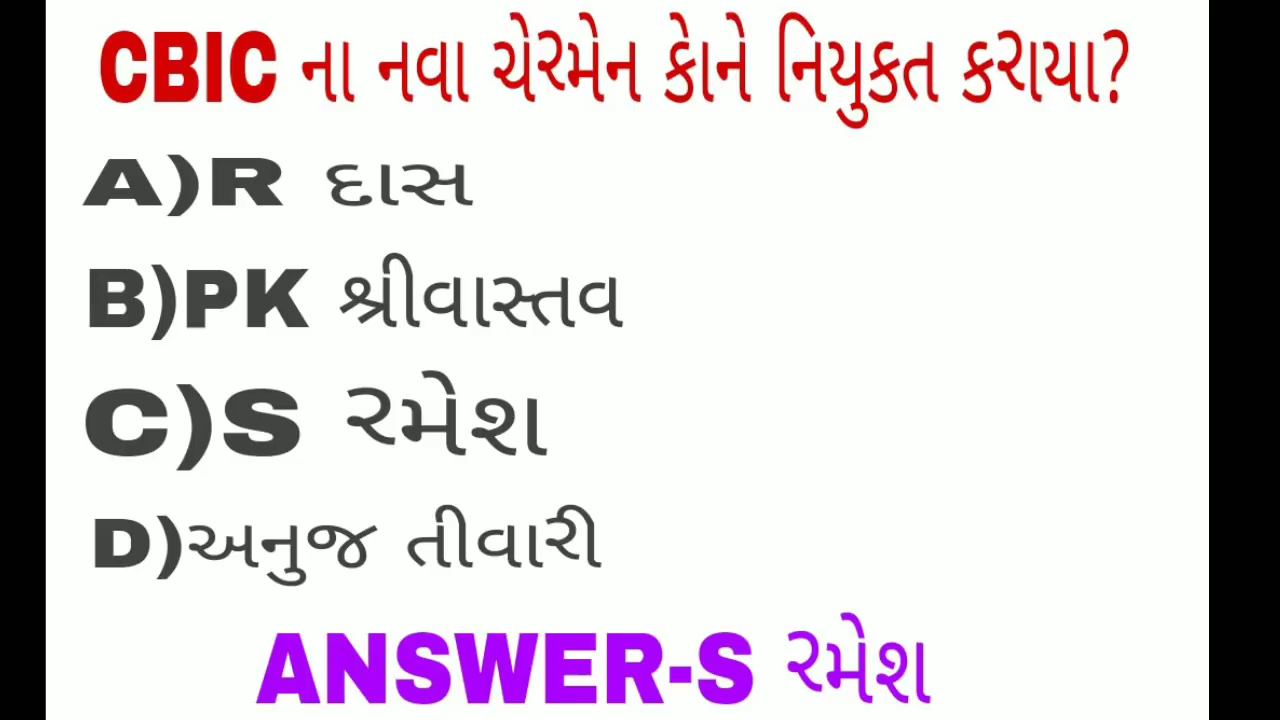 CBIC ના નવા ચેરમેન કોને નિયુકત કરાયા?
A)R દાસ
B)PK શ્રીવાસ્તવ
C)S રમેશ
D)અનુજ તીવારી
ANSWER-S રમેશ